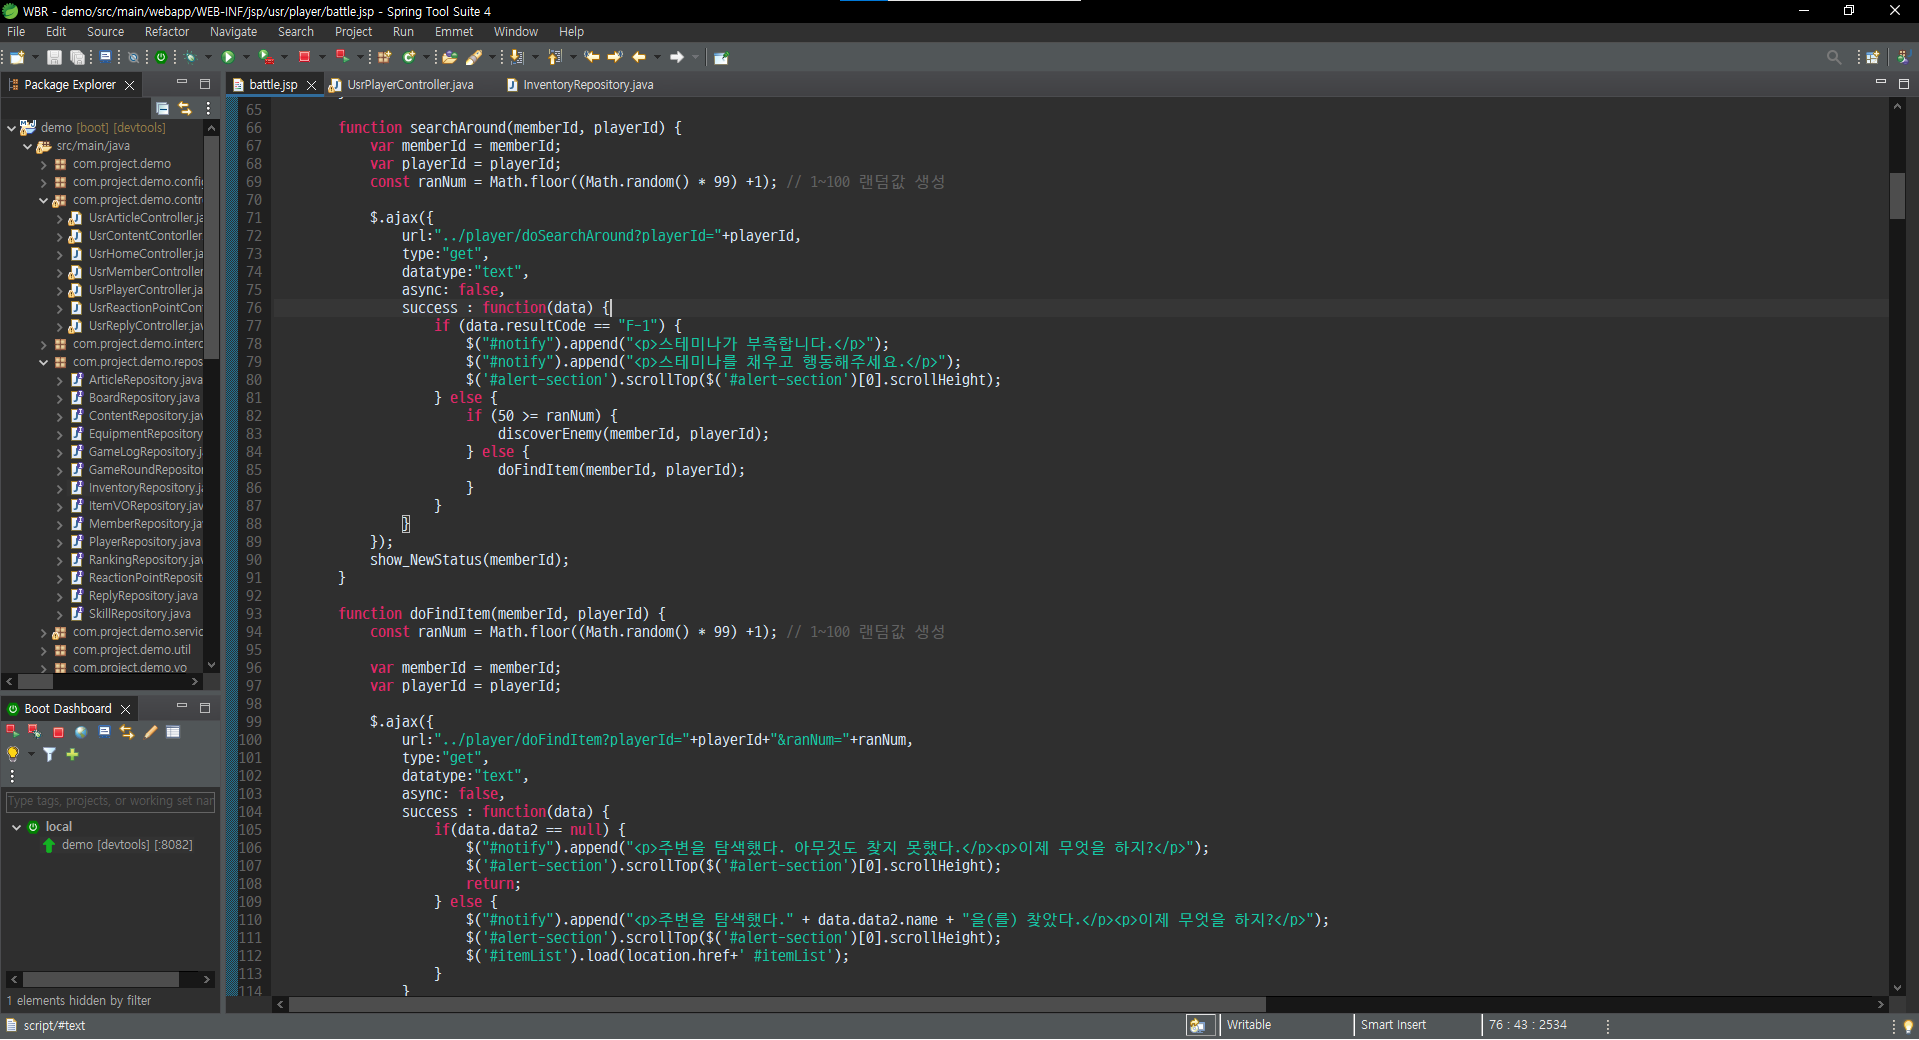 WBR - demo/src/main/webapp/WEB-INF/jsp/usr/player/battle.jsp - Spring Tool Suite 4
File Edit Source Refactor Navigate Search Project Run Emmet Window Help
Package Explorer
demo [boot] [devtools]
src/main/java
com.project.demo
com.project.demo.config
com.project.demo.contr
UsrArticleController.ja
UsrContentContorller
UsrHomeController.ja
UsrMemberController
UsrPlayerController.ja
UsrReactionPointCon
UsrReplyController.jav
com.project.demo.interc
com.project.demo.repos
ArticleRepository.java
BoardRepository.java
ContentRepository.jav
EquipmentRepository
GameLogRepository.j
GameRoundRepositor
InventoryRepository.ja
ItemVORepository.jav
MemberRepository.ja
PlayerRepository.java
RankingRepository.jav
ReactionPointReposit
ReplyRepository.java
SkillRepository.java
com.project.demo.servic
com.project.demo.util
com.project.demo.vo
Boot Dashboard
Type tags, projects, or working set nar
local
demo [devtools] [:8082]
1 elements hidden by filter
battle.jsp UsrPlayerController.java InventoryRepository.java
65
66 function searchAround(memberId, playerId) {
67 var memberId = memberId;
68 var playerId = playerId;
69 const ranNum = Math.floor((Math.random() * 99) +1); // 1~100 랜덤값 생성
70
71 $.ajax({
72 url:"../player/doSearchAround?playerId="+playerId,
73 type:"get",
74 datatype:"text",
75 async: false,
76 success : function(data) {
77 if (data.resultCode == "F-1") {
78 $("#notify").append("<p>스테미나가 부족합니다.</p>");
79 $("#notify").append("<p>스테미나를 채우고 행동해주세요.</p>");
80 $('#alert-section').scrollTop($('#alert-section')[0].scrollHeight);
81 } else {
82 if (50 >= ranNum) {
83 discoverEnemy(memberId, playerId);
84 } else {
85 doFindItem(memberId, playerId);
86 }
87 }
88 }
89 });
90 show_NewStatus(memberId);
91 }
92
93 function doFindItem(memberId, playerId) {
94 const ranNum = Math.floor((Math.random() * 99) +1); // 1~100 랜덤값 생성
95
96 var memberId = memberId;
97 var playerId = playerId;
98
99 $.ajax({
100 url:"../player/doFindItem?playerId="+playerId+"&ranNum="+ranNum,
101 type:"get",
102 datatype:"text",
103 async: false,
104 success : function(data) {
105 if(data.data2 == null) {
106 $("#notify").append("<p>주변을 탐색했다. 아무것도 찾지 못했다.</p><p>이제 무엇을 하지?</p>");
107 $('#alert-section').scrollTop($('#alert-section')[0].scrollHeight);
108 return;
109 } else {
110 $("#notify").append("<p>주변을 탐색했다." + data.data2.name + "을(를) 찾았다.</p><p>이제 무엇을 하지?</p>");
111 $('#alert-section').scrollTop($('#alert-section')[0].scrollHeight);
112 $('#itemList').load(location.href+' #itemList');
113 }
114 }
script/#text Writable Smart Insert 76 : 43 : 2534